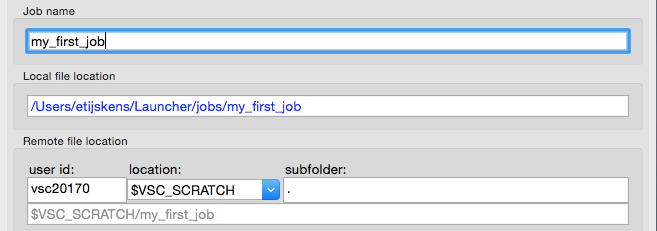 Job name
my_first_job
Local file location
/Users/etijskens/Launcher/jobs/my_first_job
Remote file location
user id: location: subfolder:
vsc20170 $VSC_SCRATCH .
$VSC_SCRATCH/my_first_job